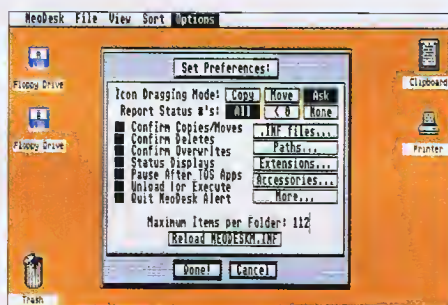 NeoDesk File View Sort Options
Floppy Drive
Floppy Drive
Trash
Clipboard
Printer
Set Preferences:
Icon Dragging Mode: Copy Move Ask
Report Status #'s: All < 0 None
Confirm Copies/Moves
Confirm Deletes
Confirm Overwrites
Status Displays
Pause After TOS Apps
Unload for Execute
Quit NeoDesk Alert
.INF files...
Paths...
Extensions...
Accessories...
More...
Maximum Items per Folder: 112
Reload NEODESKM.INF
Done! Cancel